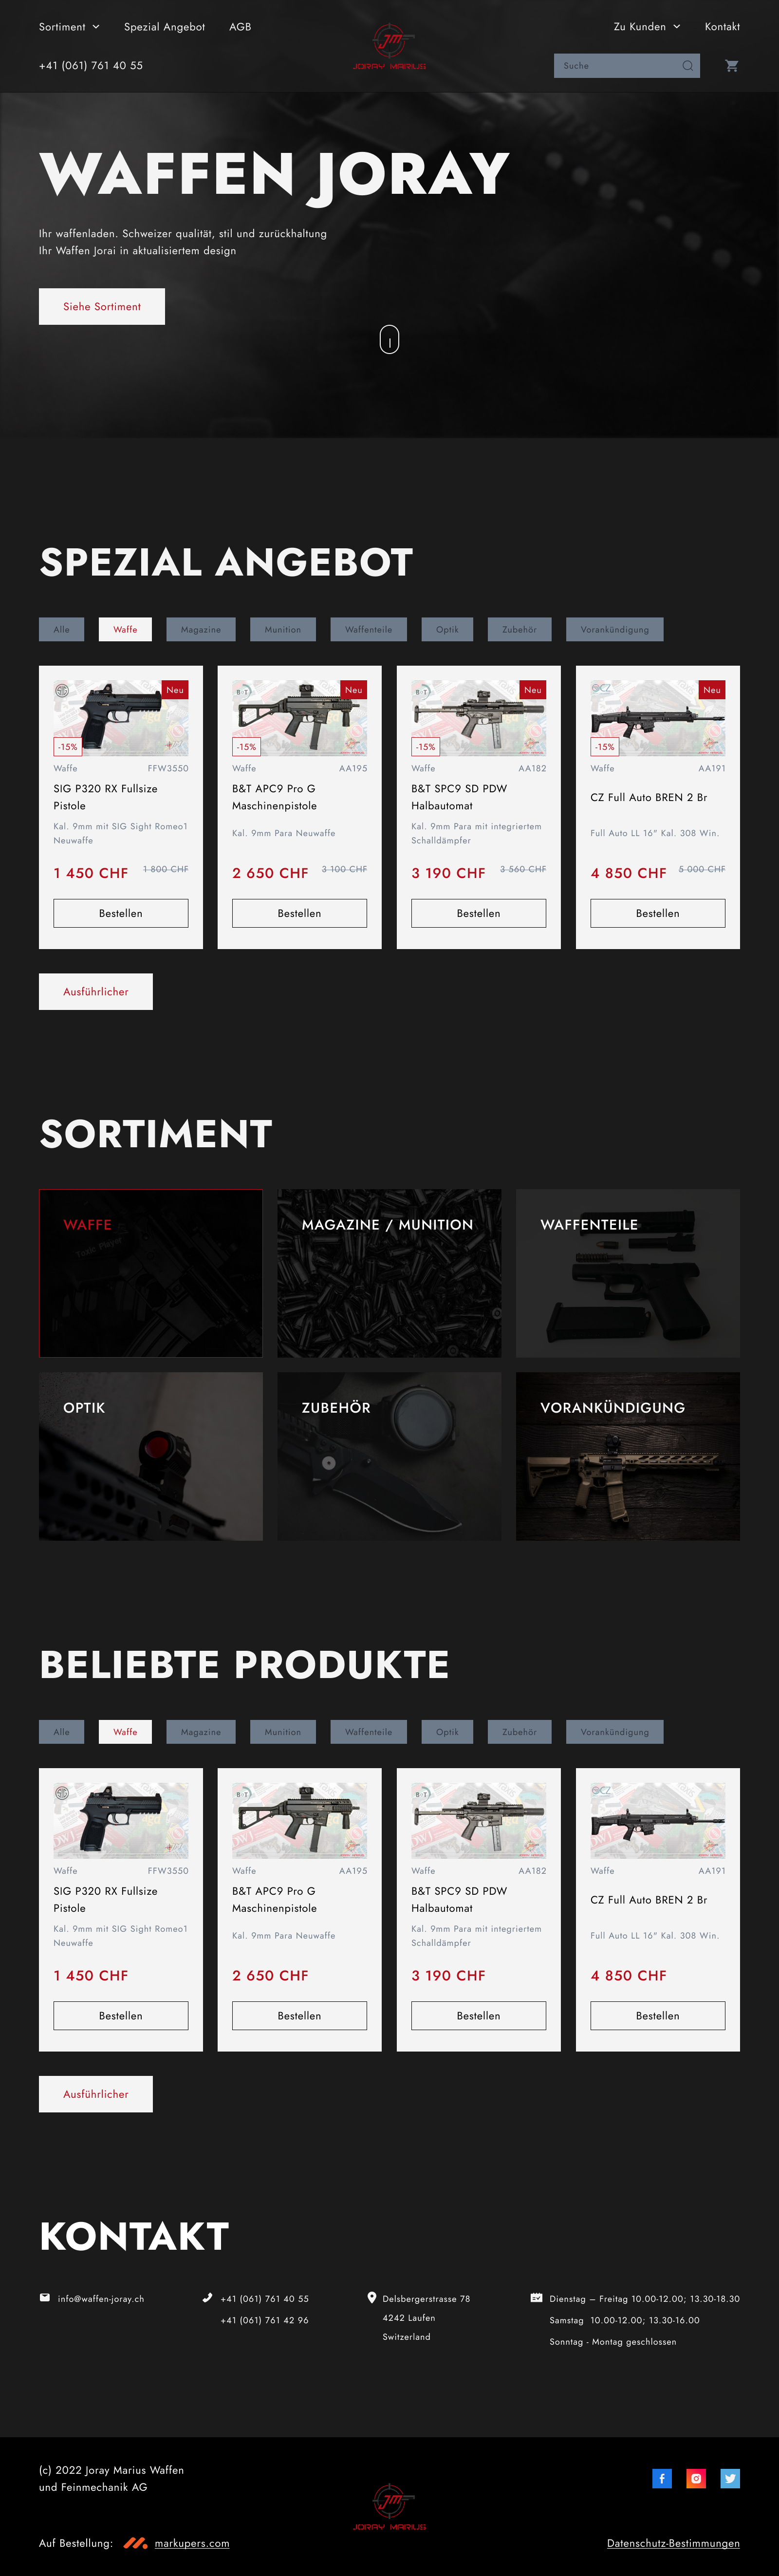 Sortiment
Spezial Angebot
AGB
Zu Kunden
Kontakt
+41 (061) 761 40 55
JM
JORAY MARIUS
Suche
WAFFEN JORAY
Ihr waffenladen. Schweizer qualität, stil und zurückhaltung
Ihr Waffen Jorai in aktualisiertem design
Siehe Sortiment
SPEZIAL ANGEBOT
Alle
Waffe
Magazine
Munition
Waffenteile
Optik
Zubehör
Vorankündigung
Neu
-15%
Waffe FFW3550
SIG P320 RX Fullsize
Pistole
Kal. 9mm mit SIG Sight Romeo1
Neuwaffe
1 450 CHF 1 800 CHF
Bestellen
Neu
-15%
Waffe AA195
B&T APC9 Pro G
Maschinenpistole
Kal. 9mm Para Neuwaffe
2 650 CHF 3 100 CHF
Bestellen
Neu
-15%
Waffe AA182
B&T SPC9 SD PDW
Halbautomat
Kal. 9mm Para mit integriertem
Schalldämpfer
3 190 CHF 3 560 CHF
Bestellen
Neu
-15%
Waffe AA191
CZ Full Auto BREN 2 Br
Full Auto LL 16" Kal. 308 Win.
4 850 CHF 5 000 CHF
Bestellen
Ausführlicher
SORTIMENT
WAFFE
MAGAZINE / MUNITION
WAFFENTEILE
OPTIK
ZUBEHÖR
VORANKÜNDIGUNG
BELIEBTE PRODUKTE
Alle
Waffe
Magazine
Munition
Waffenteile
Optik
Zubehör
Vorankündigung
Waffe FFW3550
SIG P320 RX Fullsize
Pistole
Kal. 9mm mit SIG Sight Romeo1
Neuwaffe
1 450 CHF
Bestellen
Waffe AA195
B&T APC9 Pro G
Maschinenpistole
Kal. 9mm Para Neuwaffe
2 650 CHF
Bestellen
Waffe AA182
B&T SPC9 SD PDW
Halbautomat
Kal. 9mm Para mit integriertem
Schalldämpfer
3 190 CHF
Bestellen
Waffe AA191
CZ Full Auto BREN 2 Br
Full Auto LL 16" Kal. 308 Win.
4 850 CHF
Bestellen
Ausführlicher
KONTAKT
info@waffen-joray.ch
+41 (061) 761 40 55
+41 (061) 761 42 96
Delsbergerstrasse 78
4242 Laufen
Switzerland
Dienstag – Freitag 10.00-12.00; 13.30-18.30
Samstag 10.00-12.00; 13.30-16.00
Sonntag - Montag geschlossen
(c) 2022 Joray Marius Waffen
und Feinmechanik AG
JM
JORAY MARIUS
Auf Bestellung:
markupers.com
Datenschutz-Bestimmungen